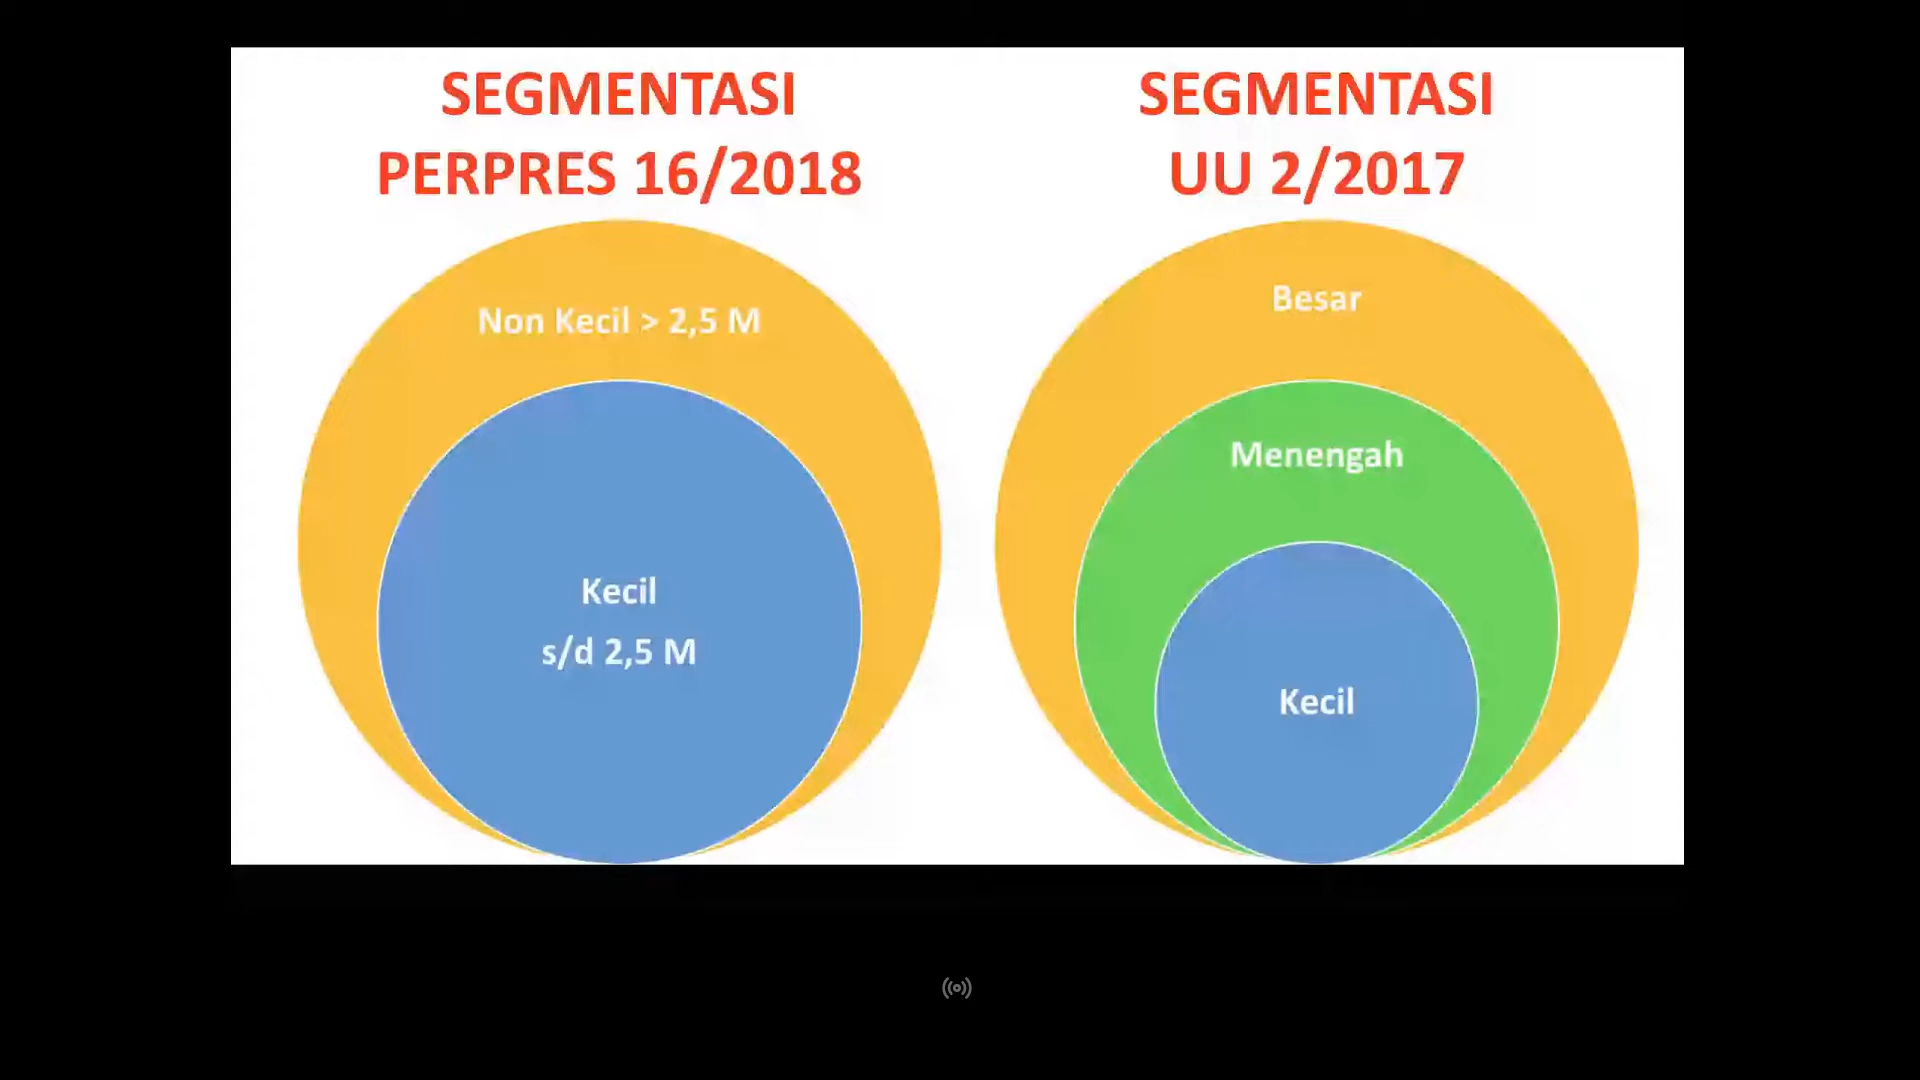 SEGMENTASI
PERPRES 16/2018
Non Kecil > 2,5 M
Kecil
s/d 2,5 M
SEGMENTASI
UU 2/2017
Besar
Menengah
Kecil